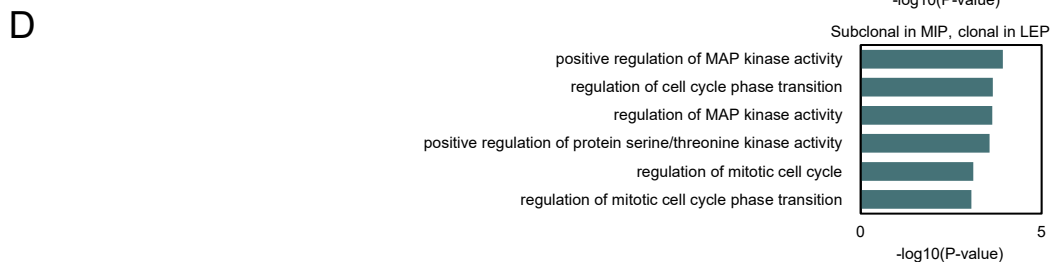 -log10(P-value)
D
Subclonal in MIP, clonal in LEP
positive regulation of MAP kinase activity
regulation of cell cycle phase transition
regulation of MAP kinase activity
positive regulation of protein serine/threonine kinase activity
regulation of mitotic cell cycle
regulation of mitotic cell cycle phase transition
0 5
-log10(P-value)